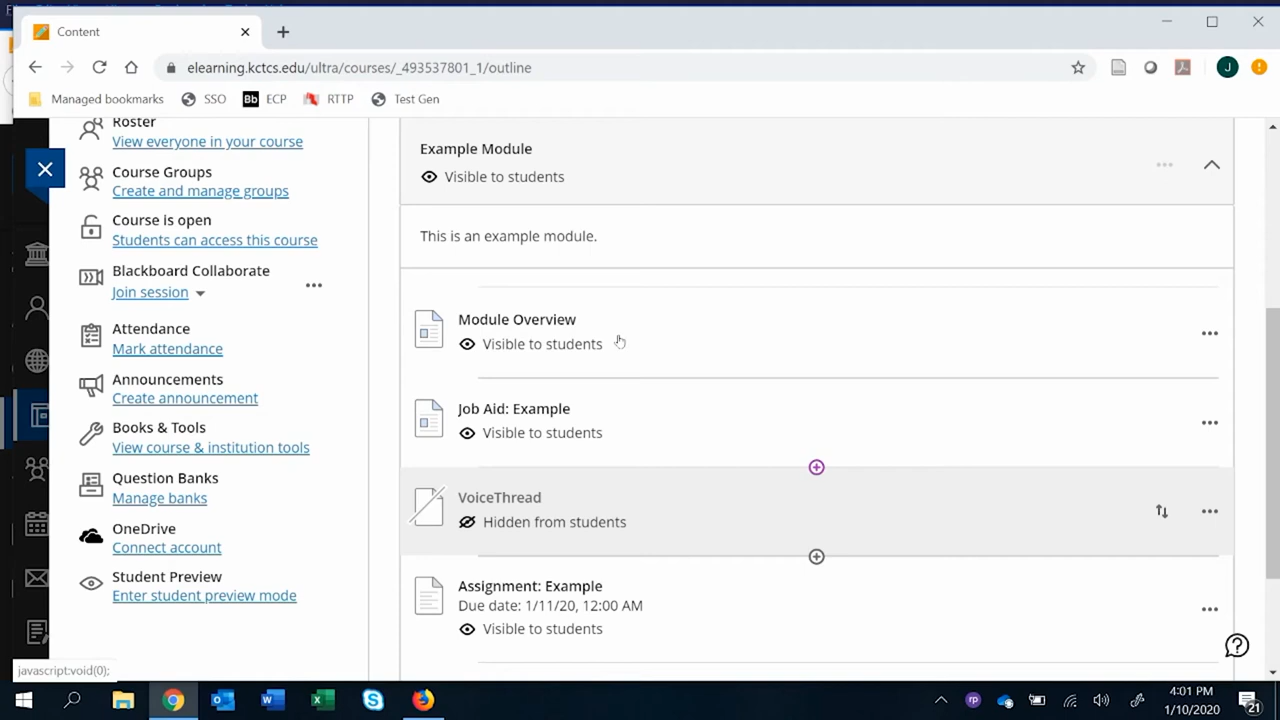 Content
elearning.kctcs.edu/ultra/courses/_493537801_1/outline
J
Managed bookmarks
SSO
Bb ECP
RTTP
Test Gen
Roster
View everyone in your course
Course Groups
Create and manage groups
Course is open
Students can access this course
Blackboard Collaborate
Join session
Attendance
Mark attendance
Announcements
Create announcement
Books & Tools
View course & institution tools
Question Banks
Manage banks
OneDrive
Connect account
Student Preview
Enter student preview mode
Example Module
Visible to students
This is an example module.
Module Overview
Visible to students
Job Aid: Example
Visible to students
VoiceThread
Hidden from students
Assignment: Example
Due date: 1/11/20, 12:00 AM
Visible to students
javascript:void(0);
rp
4:01 PM
1/10/2020
21